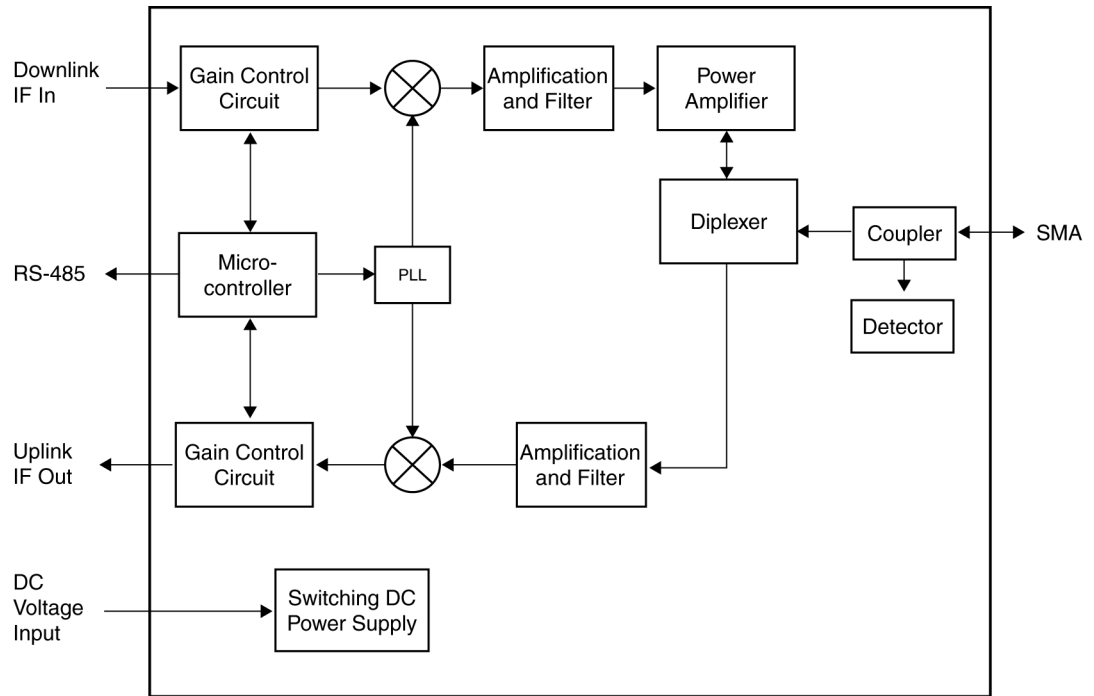 Downlink
IF In
Gain Control
Circuit
Amplification
and Filter
Power
Amplifier
Diplexer
Coupler
SMA
RS-485
Micro-
controller
PLL
Detector
Uplink
IF Out
Gain Control
Circuit
Amplification
and Filter
DC
Voltage
Input
Switching DC
Power Supply